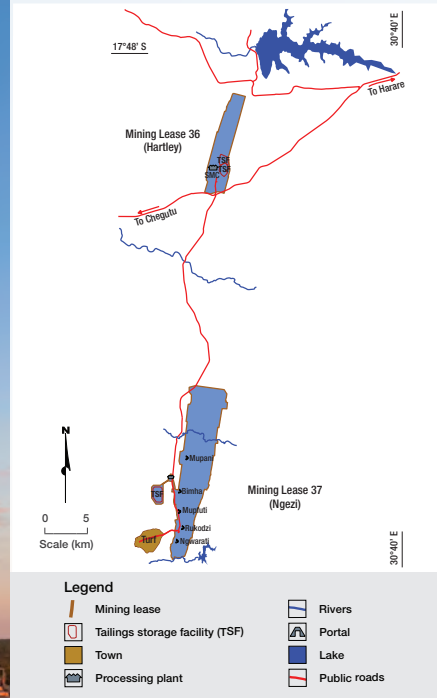 30°40' E
17°48' S
To Harare
Mining Lease 36
(Hartley)
TSF
TSF
SMC
To Chegutu
N
Mupani
Bimha
TSF
Mining Lease 37
(Ngezi)
Mupfuti
0 5
Rukodzi
Scale (km)
Turf
Ngwarati
30°40' E
Legend
Mining lease
Rivers
Tailings storage facility (TSF)
Portal
Town
Lake
Processing plant
Public roads